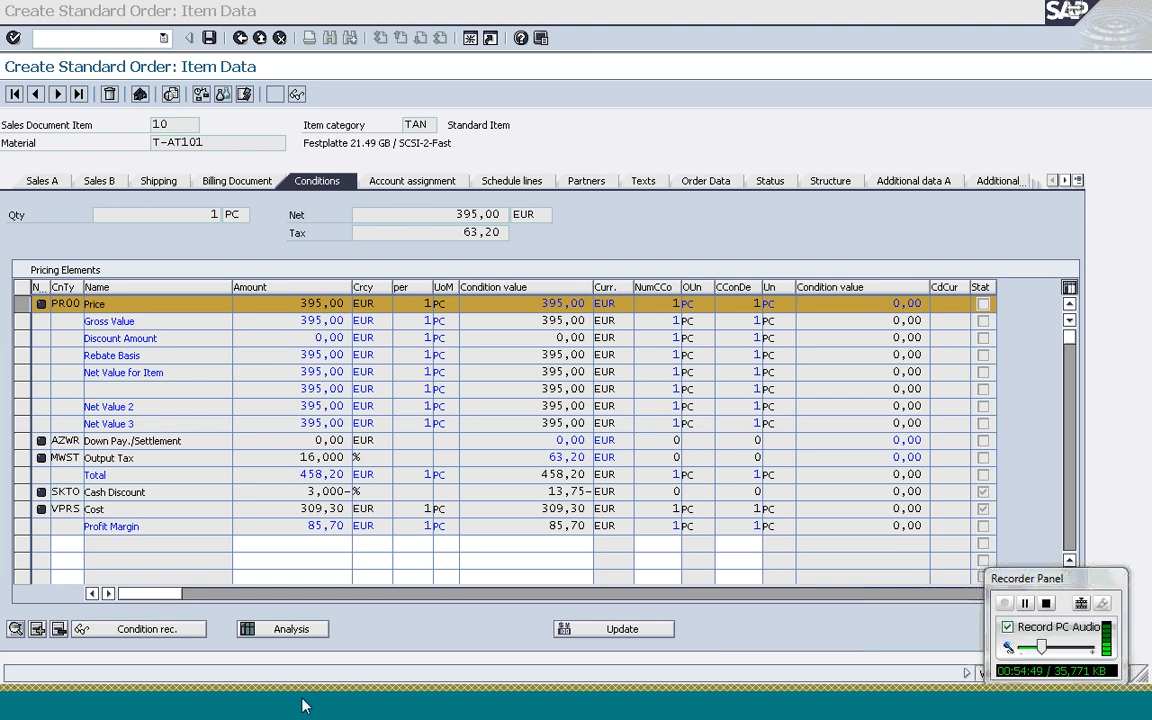 Create Standard Order: Item Data
SAP
Create Standard Order: Item Data
Sales Document Item 10 Item category TAN Standard Item
Material T-AT101 Festplatte 21.49 GB / SCSI-2-Fast
Sales A Sales B Shipping Billing Document Conditions Account assignment Schedule lines Partners Texts Order Data Status Structure Additional data A Additional...
Qty 1 PC Net 395,00 EUR
Tax 63,20
Pricing Elements
N... CnTy Name Amount Crcy per UoM Condition value Curr. NumCCo OUn CConDe Un Condition value CdCur Stat
PR00 Price 395,00 EUR 1 PC 395,00 EUR 1 PC 1 PC 0,00
Gross Value 395,00 EUR 1 PC 395,00 EUR 1 PC 1 PC 0,00
Discount Amount 0,00 EUR 1 PC 0,00 EUR 1 PC 1 PC 0,00
Rebate Basis 395,00 EUR 1 PC 395,00 EUR 1 PC 1 PC 0,00
Net Value for Item 395,00 EUR 1 PC 395,00 EUR 1 PC 1 PC 0,00
395,00 EUR 1 PC 395,00 EUR 1 PC 1 PC 0,00
Net Value 2 395,00 EUR 1 PC 395,00 EUR 1 PC 1 PC 0,00
Net Value 3 395,00 EUR 1 PC 395,00 EUR 1 PC 1 PC 0,00
AZWR Down Pay./Settlement 0,00 EUR 0,00 EUR 0 0 0,00
MWST Output Tax 16,000 % 63,20 EUR 0 0 0,00
Total 458,20 EUR 1 PC 458,20 EUR 1 PC 1 PC 0,00
SKTO Cash Discount 3,000-% 13,75-EUR 0 0 0,00
VPRS Cost 309,30 EUR 1 PC 309,30 EUR 1 PC 1 PC 0,00
Profit Margin 85,70 EUR 1 PC 85,70 EUR 1 PC 1 PC 0,00
Recorder Panel
Record PC Audio
00:54:49 / 35,771 KB
Condition rec. Analysis Update